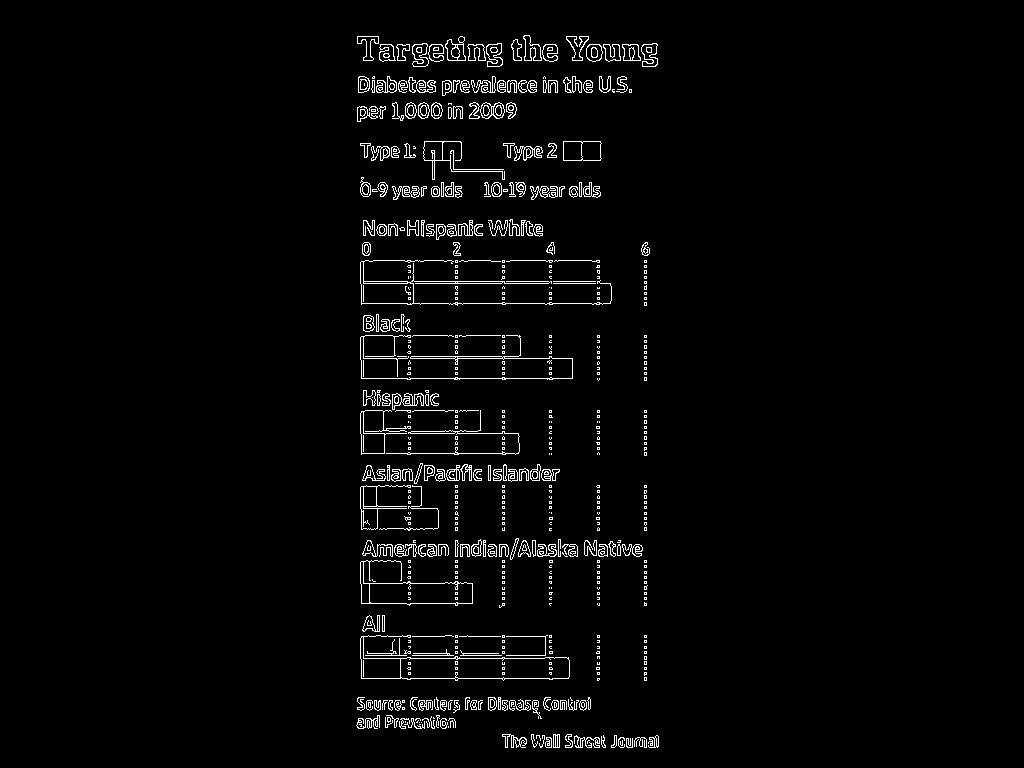 Targeting the Young
Diabetes prevalence in the U.S.
per 1,000 in 2009
Type 1: Type 2
0-9 year olds 10-19 year olds
Non-Hispanic White
0 2 4 6
Black
Hispanic
Asian/Pacific Islander
American Indian/Alaska Native
All
Source: Centers for Disease Control
and Prevention
The Wall Street Journal